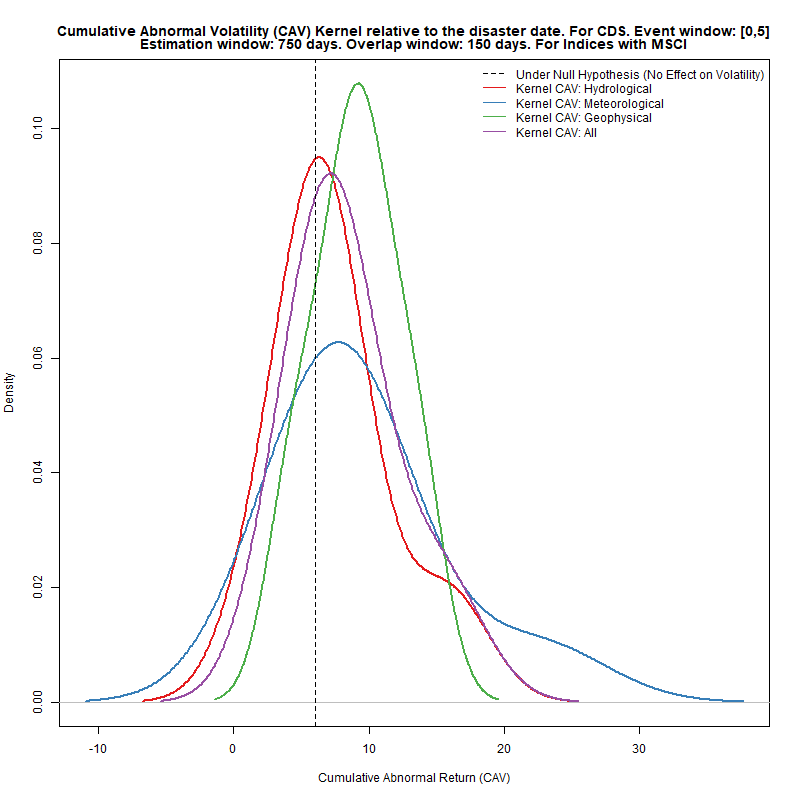 Cumulative Abnormal Volatility (CAV) Kernel relative to the disaster date. For CDS. Event window: [0,5]
Estimation window: 750 days. Overlap window: 150 days. For Indices with MSCI
Under Null Hypothesis (No Effect on Volatility)
Kernel CAV: Hydrological
Kernel CAV: Meteorological
Kernel CAV: Geophysical
Kernel CAV: All
Density
0.10
0.08
0.06
0.04
0.02
0.00
-10 0 10 20 30
Cumulative Abnormal Return (CAV)